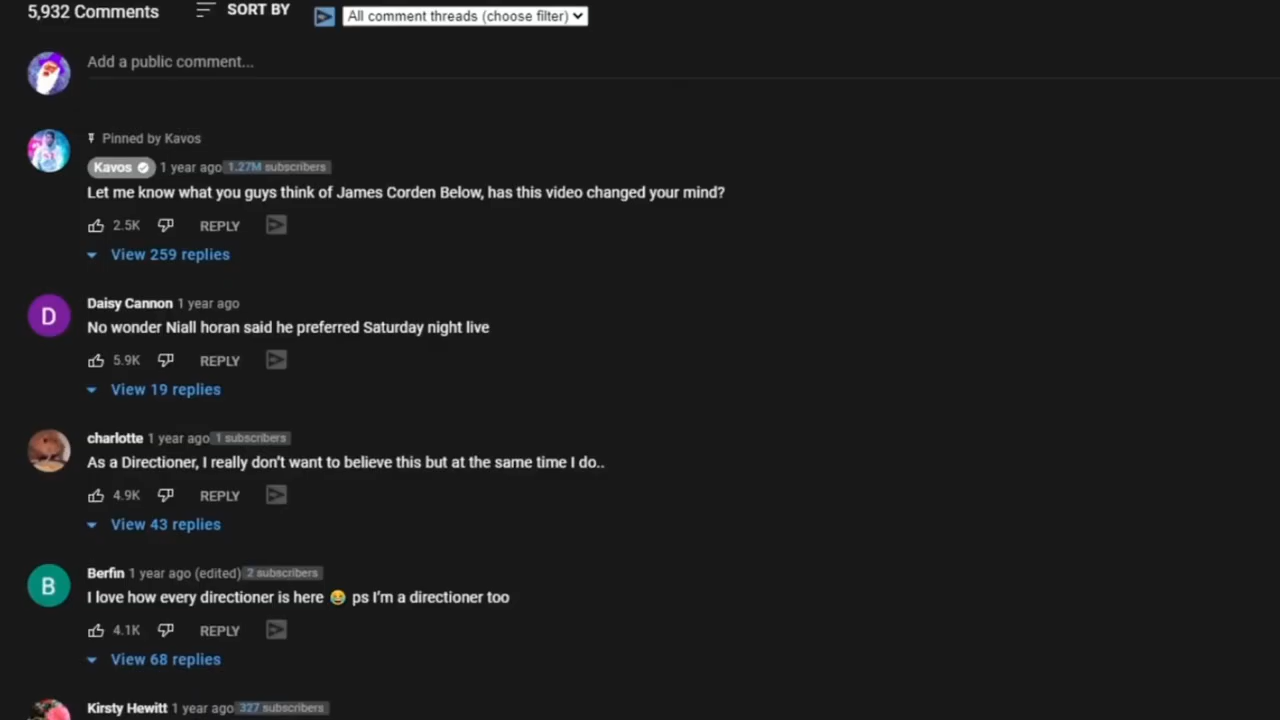 5,932 Comments SORT BY All comment threads (choose filter)
Add a public comment...
Pinned by Kavos
Kavos 1 year ago 1.27M subscribers
Let me know what you guys think of James Corden Below, has this video changed your mind?
2.5K REPLY
View 259 replies
D
Daisy Cannon 1 year ago
No wonder Niall horan said he preferred Saturday night live
5.9K REPLY
View 19 replies
charlotte 1 year ago 1 subscribers
As a Directioner, I really don't want to believe this but at the same time I do..
4.9K REPLY
View 43 replies
B
Berfin 1 year ago (edited) 2 subscribers
I love how every directioner is here 😂 ps I'm a directioner too
4.1K REPLY
View 68 replies
Kirsty Hewitt 1 year ago 327 subscribers